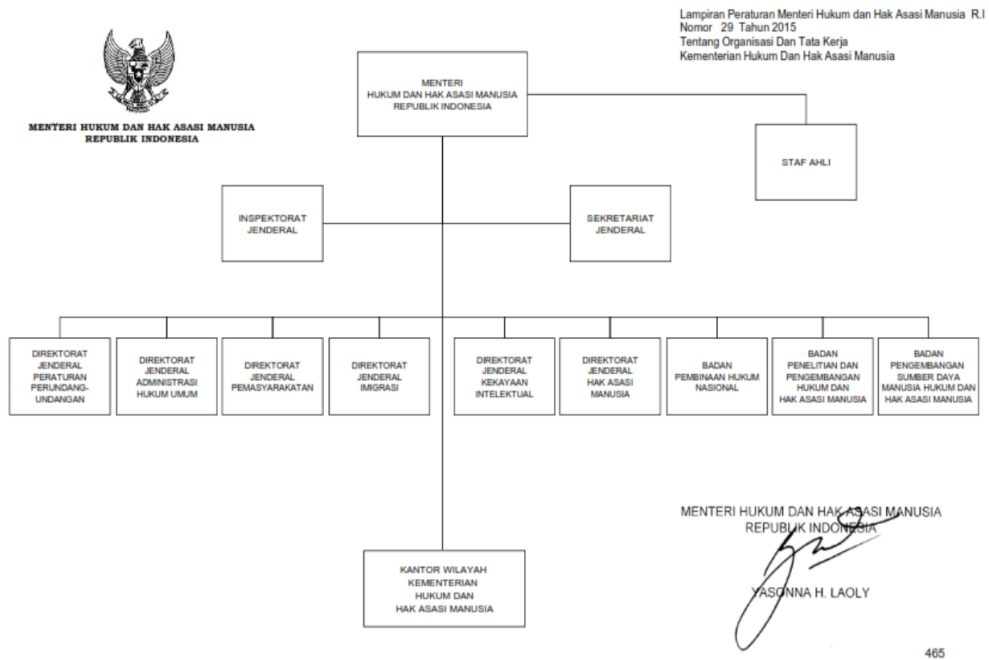 Lampiran Peraturan Menteri Hukum dan Hak Asasi Manusia R.I
Nomor 29 Tahun 2015
Tentang Organisasi Dan Tata Kerja
Kementerian Hukum Dan Hak Asasi Manusia
MENTERI HUKUM DAN HAK ASASI MANUSIA
REPUBLIK INDONESIA
MENTERI
HUKUM DAN HAK ASASI MANUSIA
REPUBLIK INDONESIA
STAF AHLI
INSPEKTORAT
JENDERAL
SEKRETARIAT
JENDERAL
DIREKTORAT
JENDERAL
PERATURAN
PERUNDANG-
UNDANGAN
DIREKTORAT
JENDERAL
ADMINISTRASI
HUKUM UMUM
DIREKTORAT
JENDERAL
PEMASYARAKATAN
DIREKTORAT
JENDERAL
IMIGRASI
DIREKTORAT
JENDERAL
KEKAYAAN
INTELEKTUAL
DIREKTORAT
JENDERAL
HAK ASASI
MANUSIA
BADAN
PEMBINAAN HUKUM
NASIONAL
BADAN
PENELITIAN DAN
PENGEMBANGAN
HUKUM DAN
HAK ASASI MANUSIA
BADAN
PENGEMBANGAN
SUMBER DAYA
MANUSIA HUKUM DAN
HAK ASASI MANUSIA
KANTOR WILAYAH
KEMENTERIAN
HUKUM DAN
HAK ASASI MANUSIA
MENTERI HUKUM DAN HAK ASASI MANUSIA
REPUBLIK INDONESIA
YASONNA H. LAOLY
465